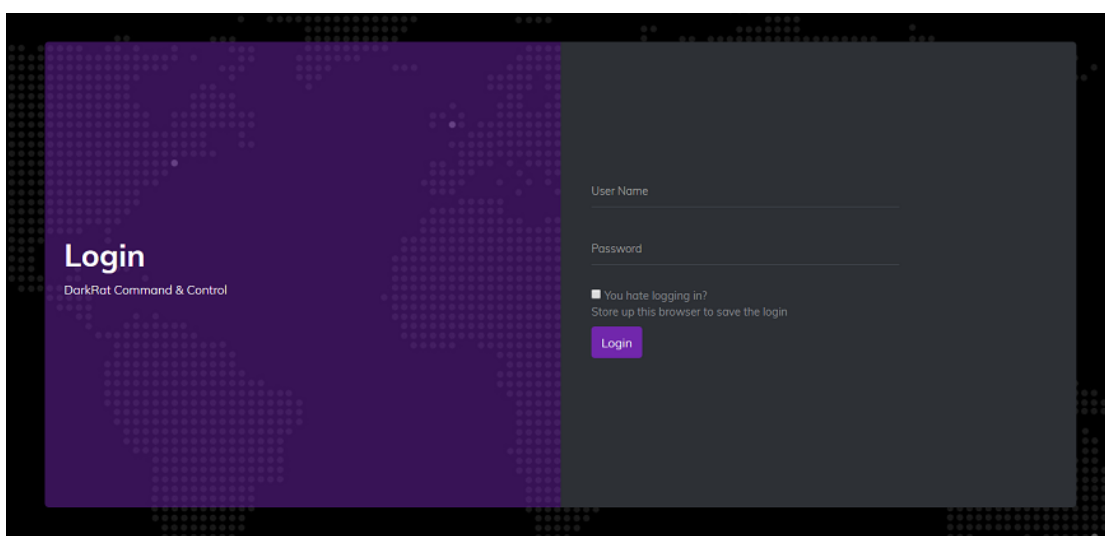 Login
DarkRat Command & Control
User Name
Password
You hate logging in?
Store up this browser to save the login
Login